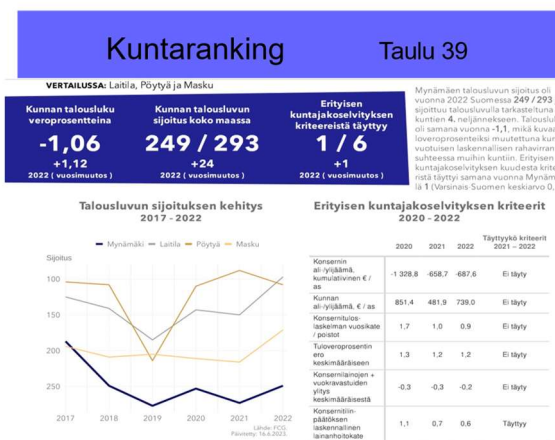 Kuntaranking
Taulu 39
VERTAILUSSA: Laitila, Pöytyä ja Masku
Kunnan talousluku
veroprosentteina
-1,06
+1,12
2022 ( vuosimuutos )
Kunnan talousluvun
sijoitus koko maassa
249 / 293
+24
2022 ( vuosimuutos )
Erityisen
kuntajakoselvityksen
kriteereistä täyttyy
1 / 6
+1
2022 ( vuosimuutos )
Mynämäen talousluvun sijoitus oli
vuonna 2022 Suomessa 249 / 293
sijoittuu talousluvulla tarkasteltuna
kuntien 4. neljännekseen.
oli samana vuonna -1,1, mikä
loveroprosenteiksi muutettuna
vuotuisen laskennallisen rahavirran
suhteessa muihin kuntiin. Erityisen
kuntajakoselvityksen kuudesta
ristä täyttyi samana vuonna
lä 1 (Varsinais-Suomen keskiarvo 0,
Talousluvun sijoituksen kehitys
2017 - 2022
Mynämäki Laitila Pöytyä Masku
Sijoitus
100
150
200
250
2017 2018 2019 2020 2021 2022
Lähde: FCG.
Päivitetty: 16.6.2023.
Erityisen kuntajakoselvityksen kriteerit
2020 - 2022
2020 2021 2022 Täyttyykö kriteerit
2021 – 2022
Konsernin
ali-/ylijäämä,
kumulatiivinen € /
as
-1 328,8 -658,7 -687,6 Ei täyty
Kunnan
ali-/ylijäämä, € / as
851,4 481,9 739,0 Ei täyty
Konsernitulos-
laskelman vuosikate
/ poistot
1,7 1,0 0,9 Ei täyty
Tuloveroprosentin
ero
keskimääräiseen
1,3 1,2 1,2 Ei täyty
Konsernilainojen +
vuokravastuiden
ylitys
keskimääräisestä
-0,3 -0,3 -0,2 Ei täyty
Konsernitilin-
päätöksen
laskennallinen
lainanhoitokate
1,1 0,7 0,6 Täyttyy